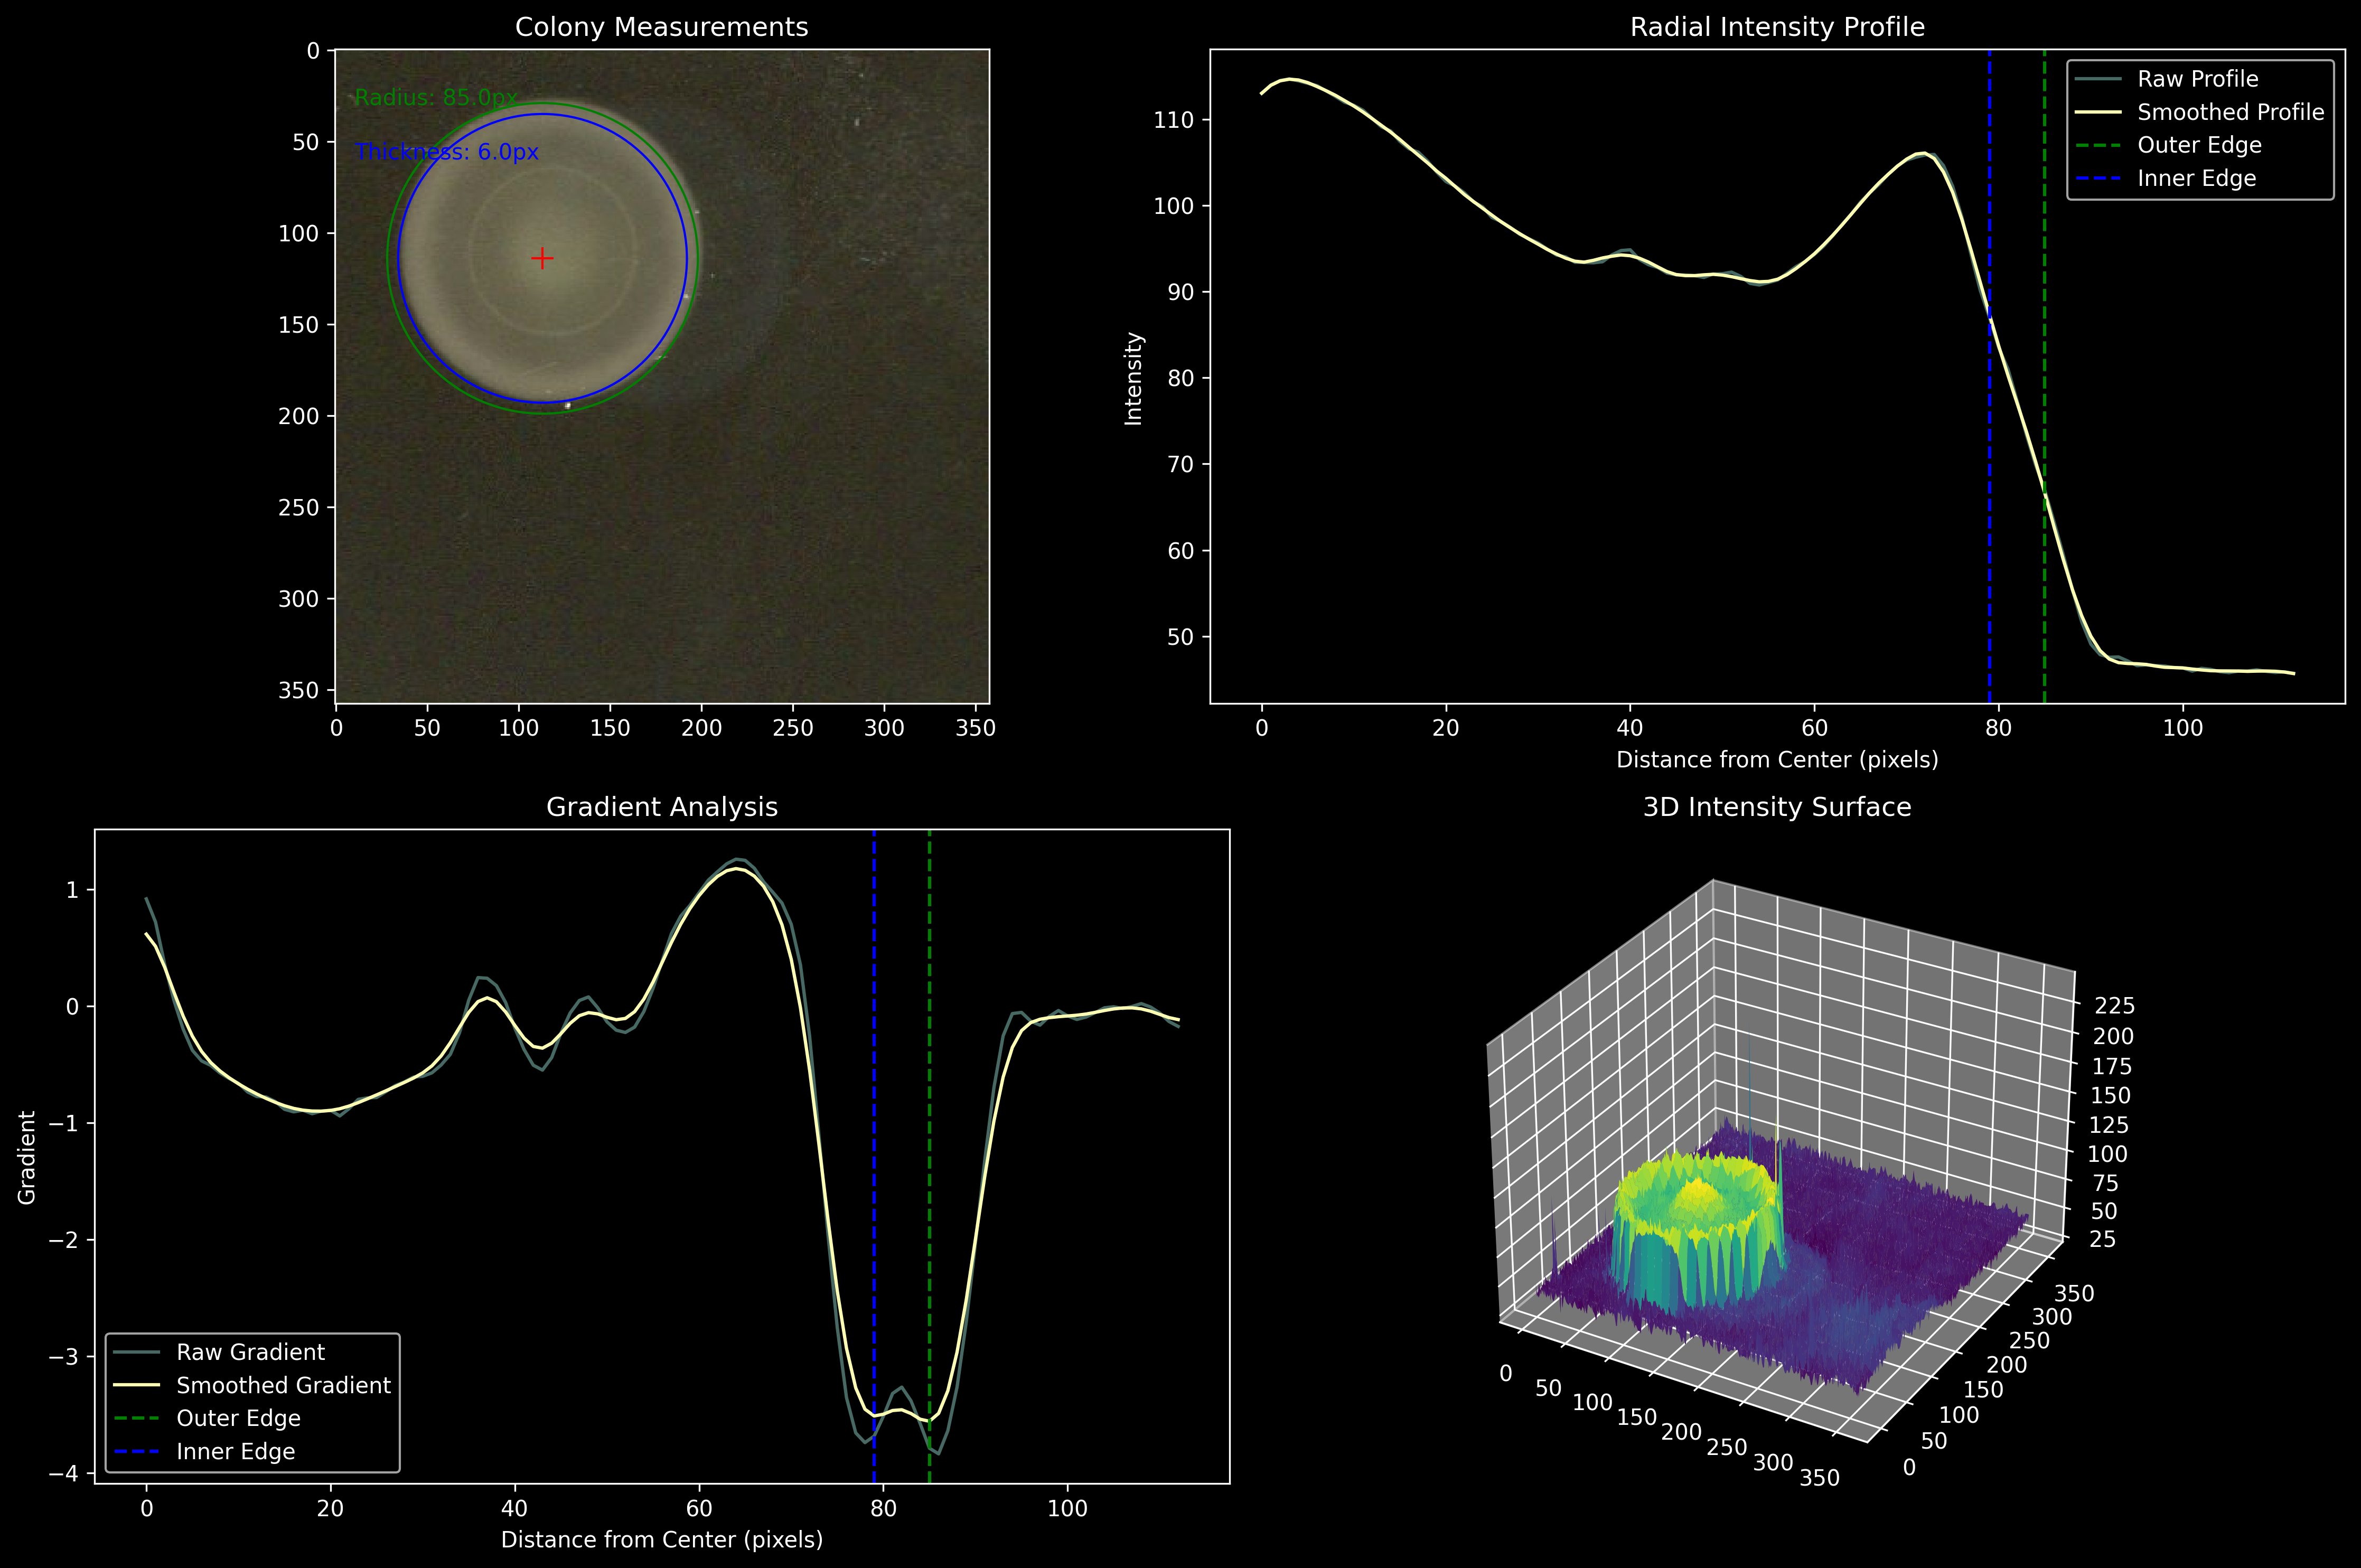 Colony Measurements
0
50
100
150
200
250
300
350
Radius: 85.0px
Thickness: 6.0px
0 50 100 150 200 250 300 350
Radial Intensity Profile
Intensity
110
100
90
80
70
60
50
Raw Profile
Smoothed Profile
Outer Edge
Inner Edge
0 20 40 60 80 100
Distance from Center (pixels)
Gradient Analysis
Gradient
1
0
−1
−2
−3
−4
Raw Gradient
Smoothed Gradient
Outer Edge
Inner Edge
0 20 40 60 80 100
Distance from Center (pixels)
3D Intensity Surface
225
200
175
150
125
100
75
50
25
350
300
250
200
150
100
50
0
0 50 100 150 200 250 300 350